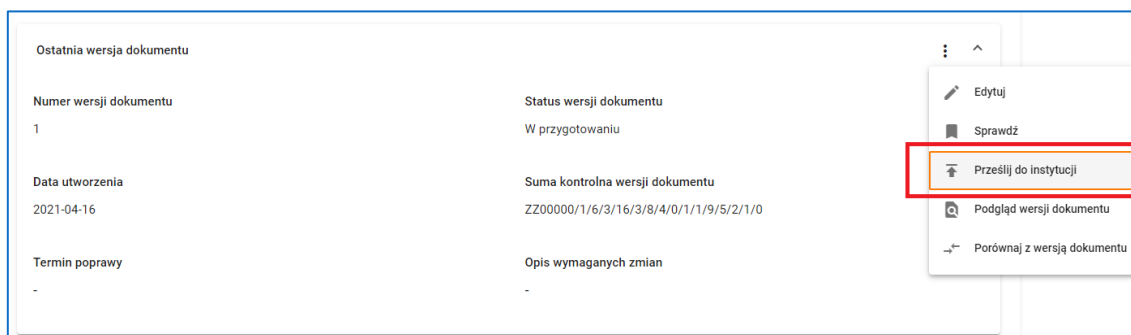 Ostatnia wersja dokumentu
Numer wersji dokumentu
1
Status wersji dokumentu
W przygotowaniu
Data utworzenia
2021-04-16
Suma kontrolna wersji dokumentu
ZZ00000/1/6/3/16/3/8/4/0/1/1/9/5/2/1/0
Termin poprawy
-
Opis wymaganych zmian
-
Edytuj
Sprawdź
Prześlij do instytucji
Podgląd wersji dokumentu
Porównaj z wersją dokumentu